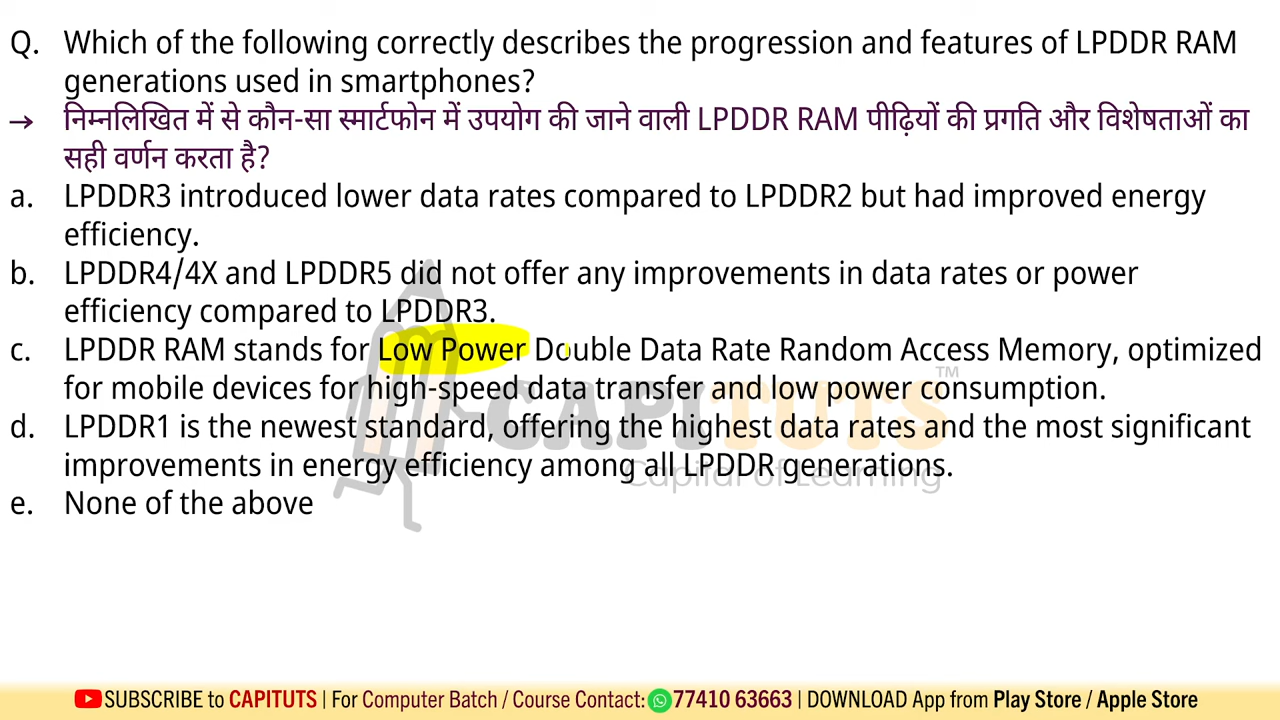 Q. Which of the following correctly describes the progression and features of LPDDR RAM
generations used in smartphones?
→ निम्नलिखित में से कौन-सा स्मार्टफोन में उपयोग की जाने वाली LPDDR RAM पीढ़ियों की प्रगति और विशेषताओं का
सही वर्णन करता है?
a. LPDDR3 introduced lower data rates compared to LPDDR2 but had improved energy
efficiency.
b. LPDDR4/4X and LPDDR5 did not offer any improvements in data rates or power
efficiency compared to LPDDR3.
c. LPDDR RAM stands for Low Power Double Data Rate Random Access Memory, optimized
for mobile devices for high-speed data transfer and low power consumption.
CAPITUTS™
d. LPDDR1 is the newest standard, offering the highest data rates and the most significant
improvements in energy efficiency among all LPDDR generations.
Capital of Learning
e. None of the above
SUBSCRIBE to CAPITUTS | For Computer Batch / Course Contact: 77410 63663 | DOWNLOAD App from Play Store / Apple Store